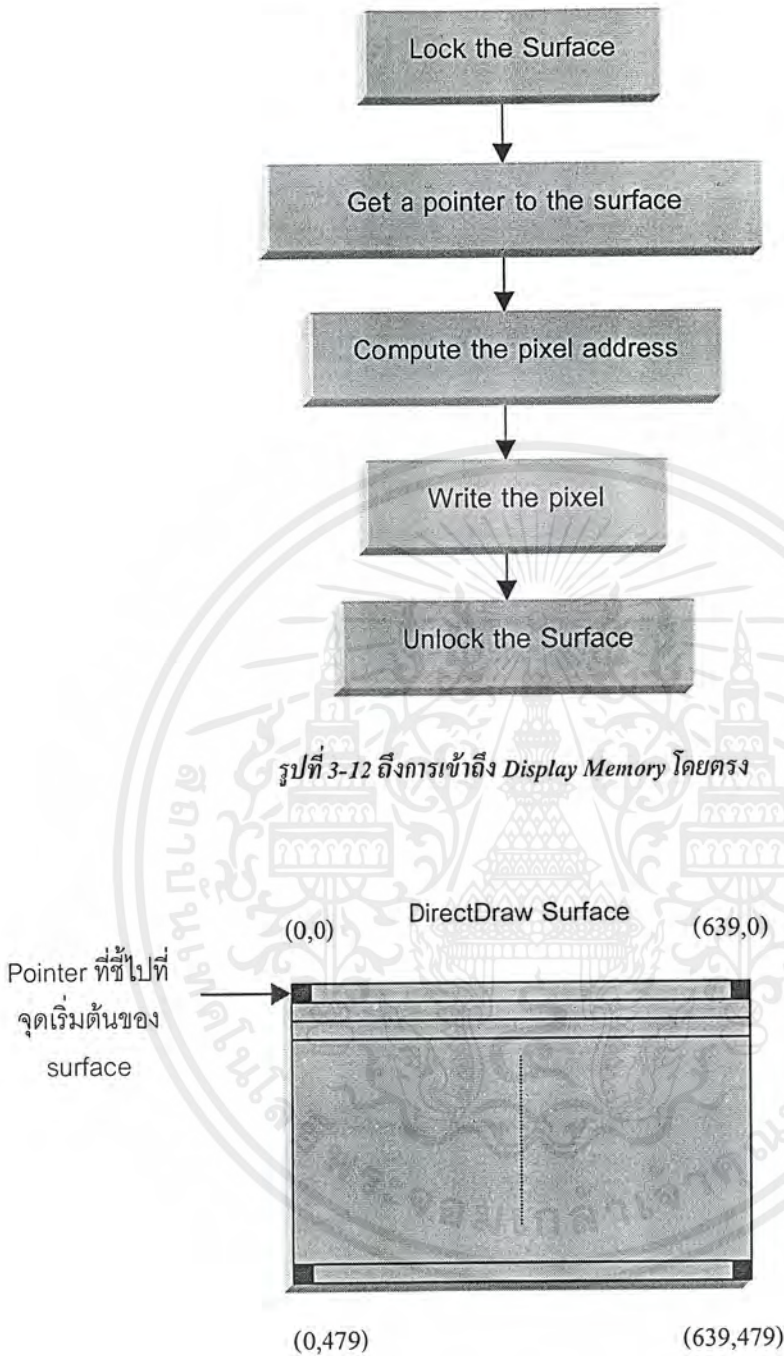 Lock the Surface
Get a pointer to the surface
Compute the pixel address
Write the pixel
Unlock the Surface
รูปที่ 3-12 ถึงการเข้าถึง Display Memory โดยตรง
DirectDraw Surface
(0,0)
(639,0)
Pointer ที่ชี้ไปที่
จุดเริ่มต้นของ
surface
(0,479)
(639,479)